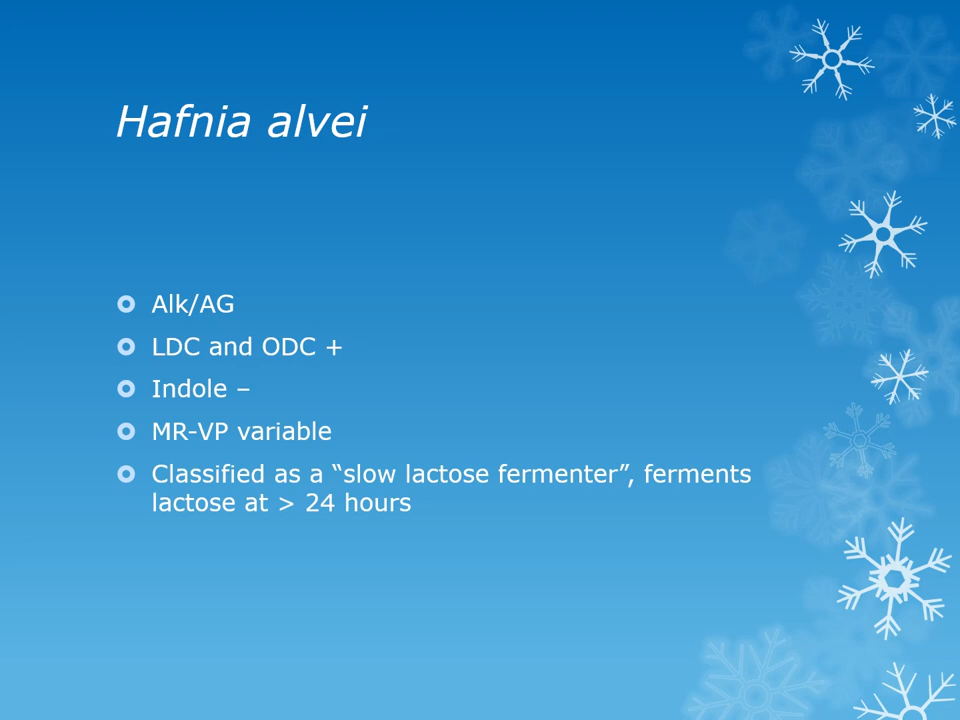 Hafnia alvei
Alk/AG
LDC and ODC +
Indole –
MR-VP variable
Classified as a “slow lactose fermenter”, ferments
lactose at > 24 hours